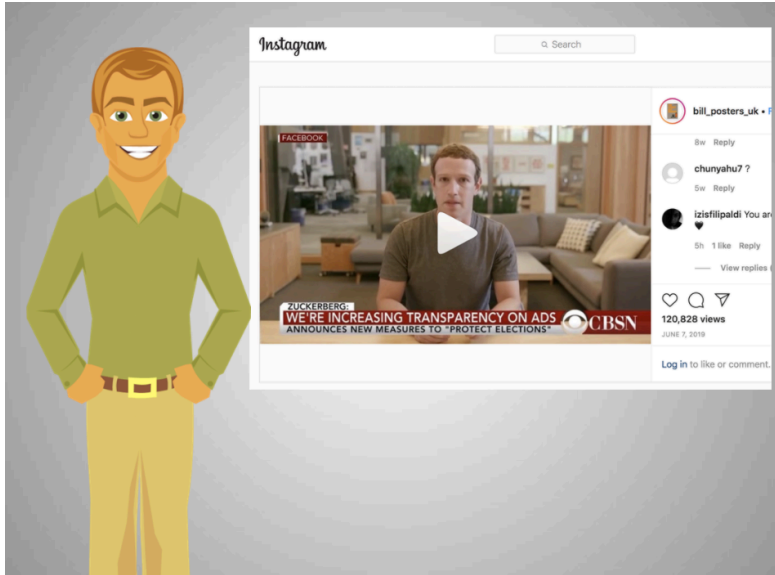 Instagram
Search
bill_posters_uk •
8w Reply
chunyahu7 ?
5w Reply
izisfilipaldi You
5h 1 like Reply
View replies
FACEBOOK
ZUCKERBERG:
WE'RE INCREASING TRANSPARENCY ON ADS
ANNOUNCES NEW MEASURES TO "PROTECT ELECTIONS"
CBSN
120,828 views
JUNE 7, 2019
Log in to like or comment.